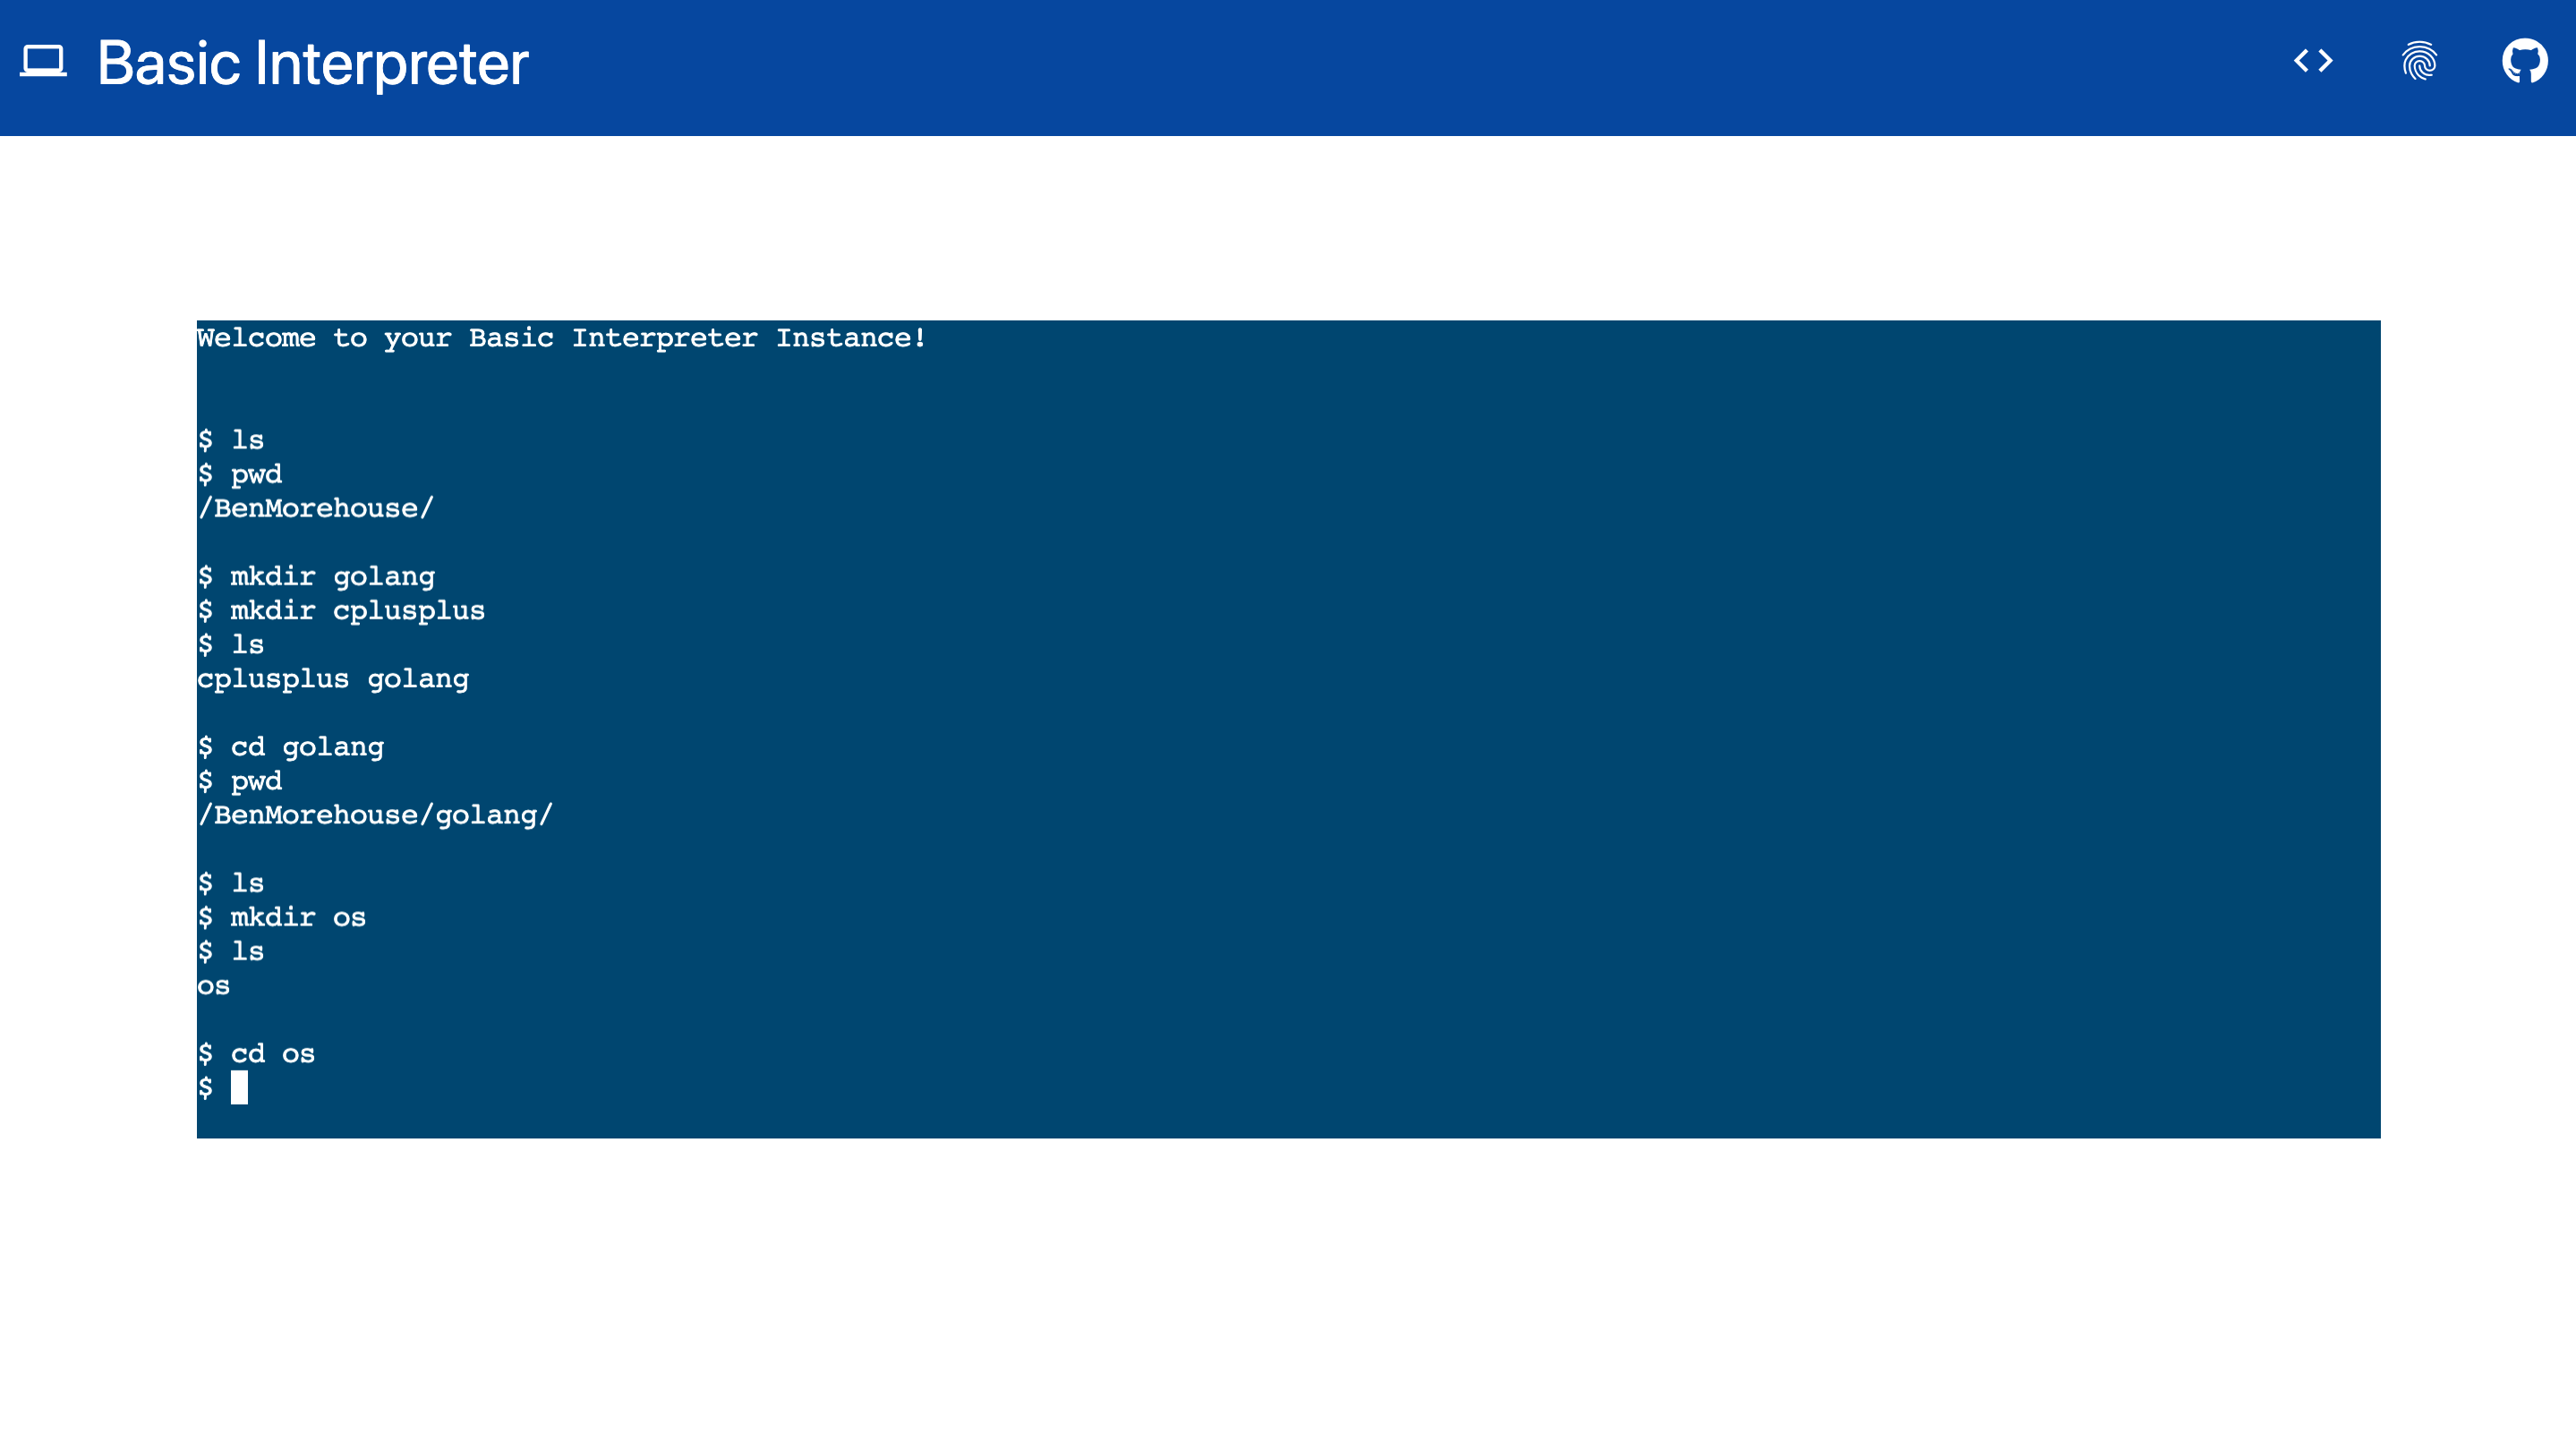 Basic Interpreter
Welcome to your Basic Interpreter Instance!
$ ls
$ pwd
/BenMorehouse/
$ mkdir golang
$ mkdir cplusplus
$ ls
cplusplus golang
$ cd golang
$ pwd
/BenMorehouse/golang/
$ ls
$ mkdir os
$ ls
os
$ cd os
$